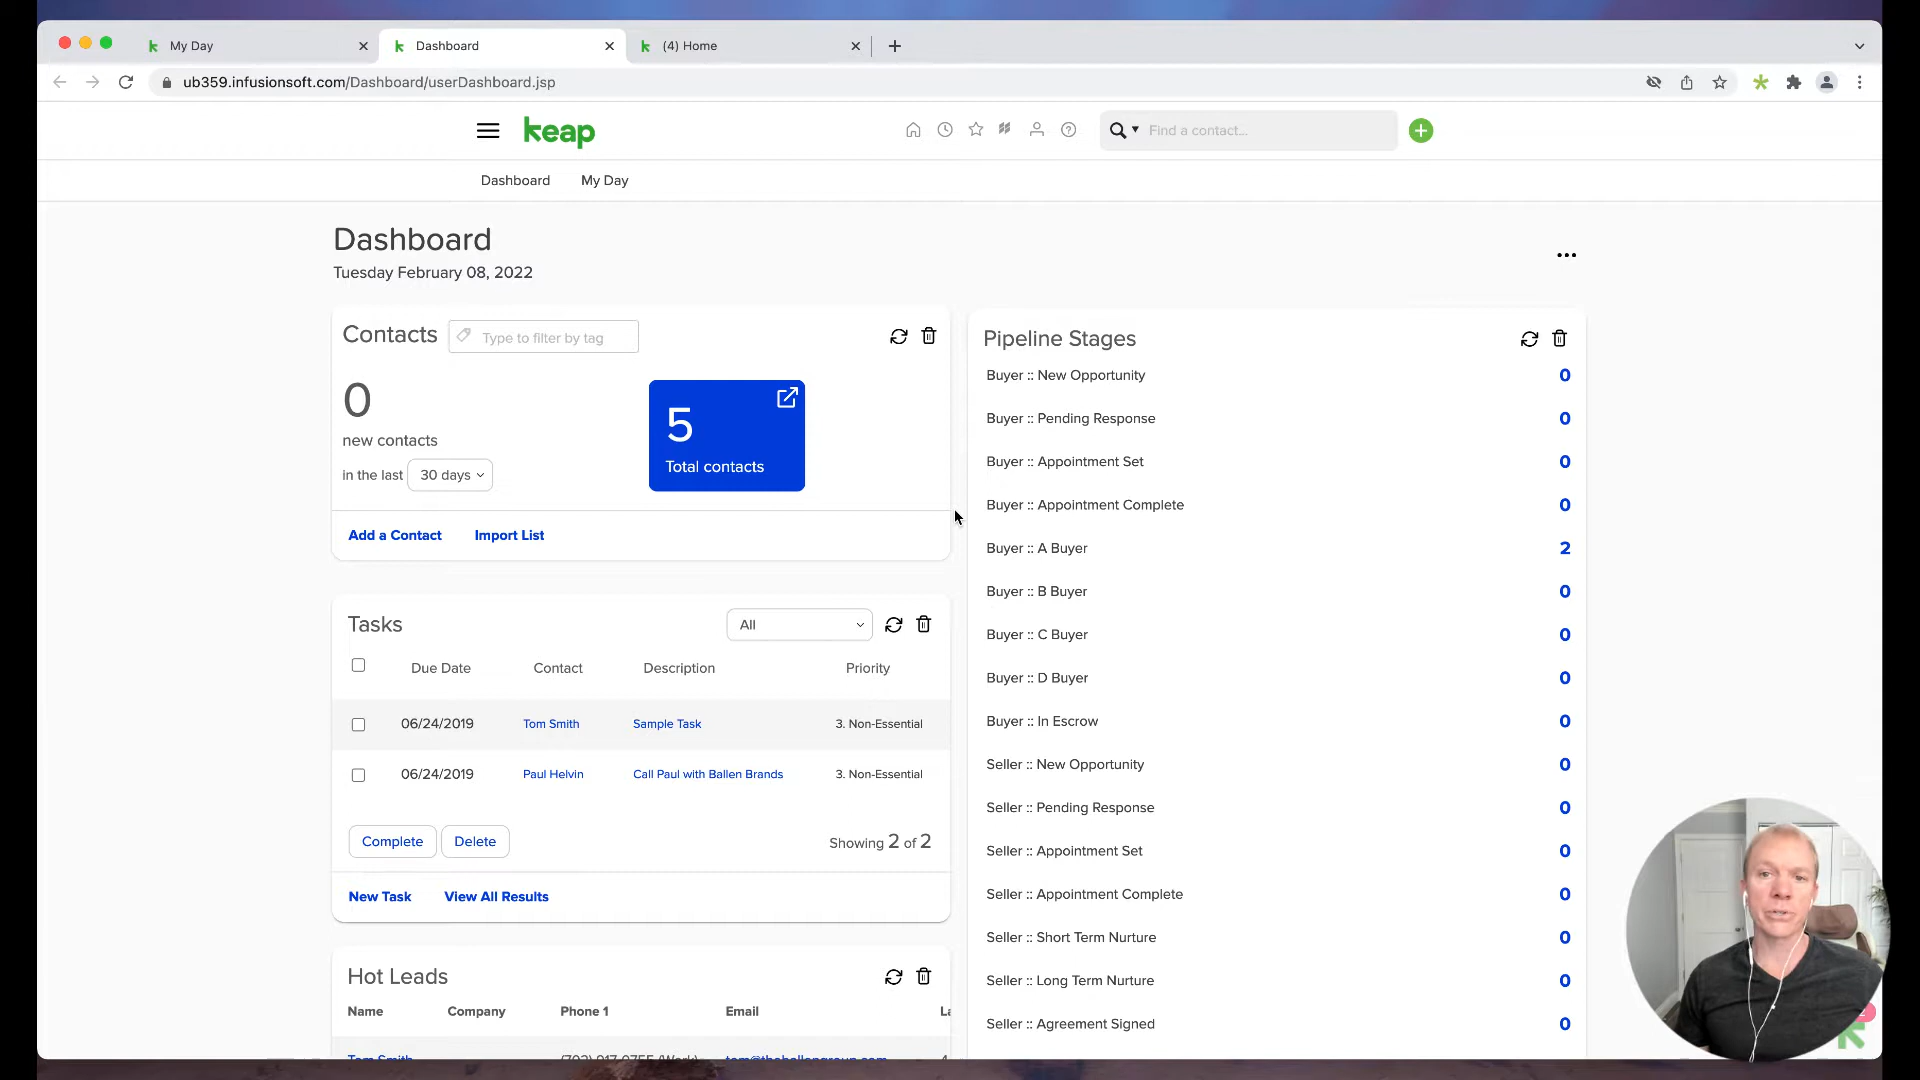 My Day
Dashboard
(4) Home
ub359.infusionsoft.com/Dashboard/userDashboard.jsp
keap
Find a contact...
Dashboard
My Day
Dashboard
Tuesday February 08, 2022
Contacts
Type to filter by tag
0
new contacts
in the last 30 days
5
Total contacts
Add a Contact
Import List
Tasks
All
Due Date Contact Description Priority
06/24/2019 Tom Smith Sample Task 3. Non-Essential
06/24/2019 Paul Helvin Call Paul with Ballen Brands 3. Non-Essential
Complete
Delete
Showing 2 of 2
New Task
View All Results
Hot Leads
Name Company Phone 1 Email
Tom Smith
Pipeline Stages
Buyer :: New Opportunity 0
Buyer :: Pending Response 0
Buyer :: Appointment Set 0
Buyer :: Appointment Complete 0
Buyer :: A Buyer 2
Buyer :: B Buyer 0
Buyer :: C Buyer 0
Buyer :: D Buyer 0
Buyer :: In Escrow 0
Seller :: New Opportunity 0
Seller :: Pending Response 0
Seller :: Appointment Set 0
Seller :: Appointment Complete 0
Seller :: Short Term Nurture 0
Seller :: Long Term Nurture 0
Seller :: Agreement Signed 0